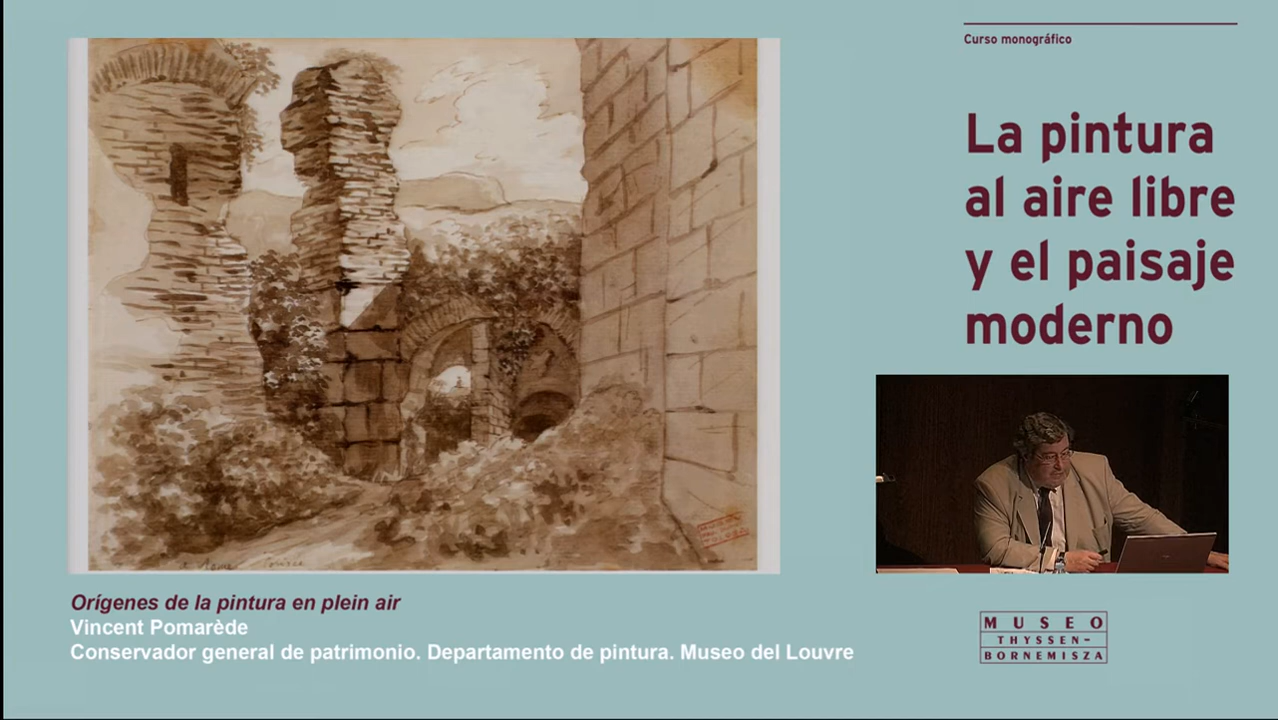 Curso monográfico
La pintura
al aire libre
y el paisaje
moderno
Orígenes de la pintura en plein air
Vincent Pomarède
Conservador general de patrimonio. Departamento de pintura. Museo del Louvre
MUSEO
THYSSEN-
BORNEMISZA